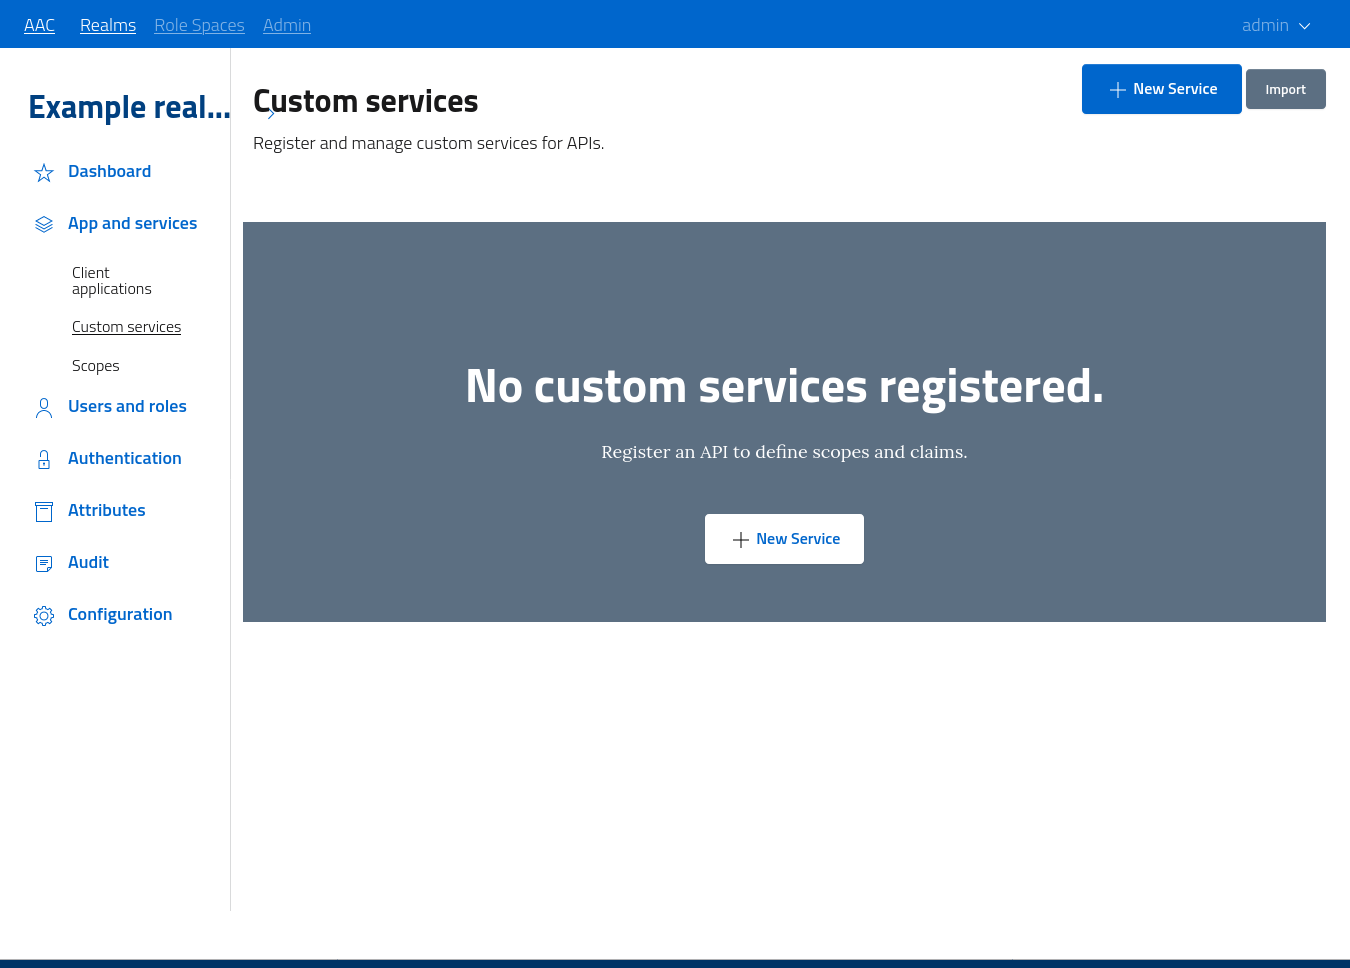 AAC Realms Role Spaces Admin admin
Example real...
Dashboard
App and services
Client
applications
Custom services
Scopes
Users and roles
Authentication
Attributes
Audit
Configuration
Custom services
Register and manage custom services for APIs.
New Service Import
No custom services registered.
Register an API to define scopes and claims.
New Service